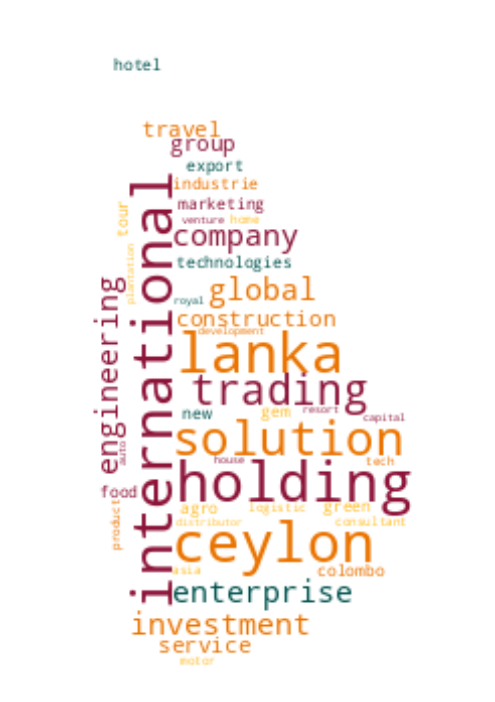 hotel
travel
group
export
industrie
marketing
tour
venture home
company
technologies
plantation
royal global
international
construction
development
engineering
lanka
trading
new gem resort capital
solution
auto
house tech
holding
food
agro logistic green
product
distributor consultant
ceylon
asia colombo
enterprise
investment
service
motor